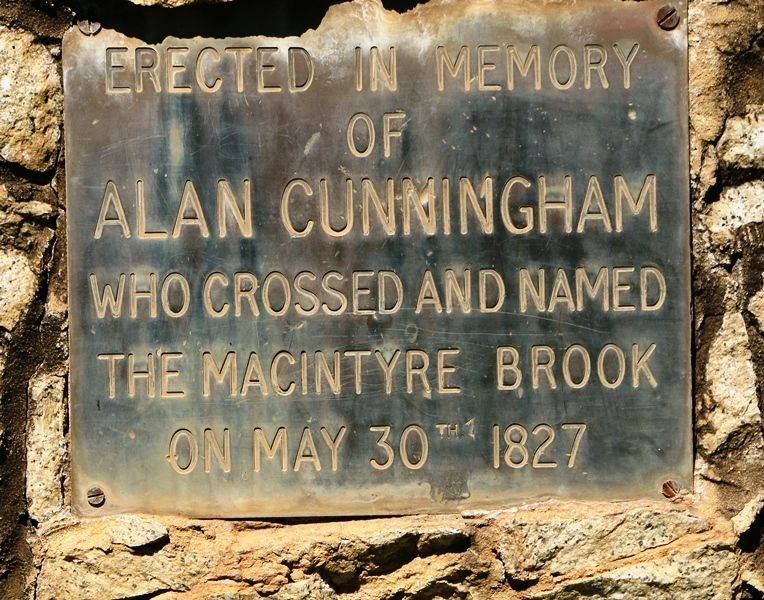 ERECTED IN MEMORY
OF
ALAN CUNNINGHAM
WHO CROSSED AND NAMED
THE MACINTYRE BROOK
ON MAY 30TH, 1827